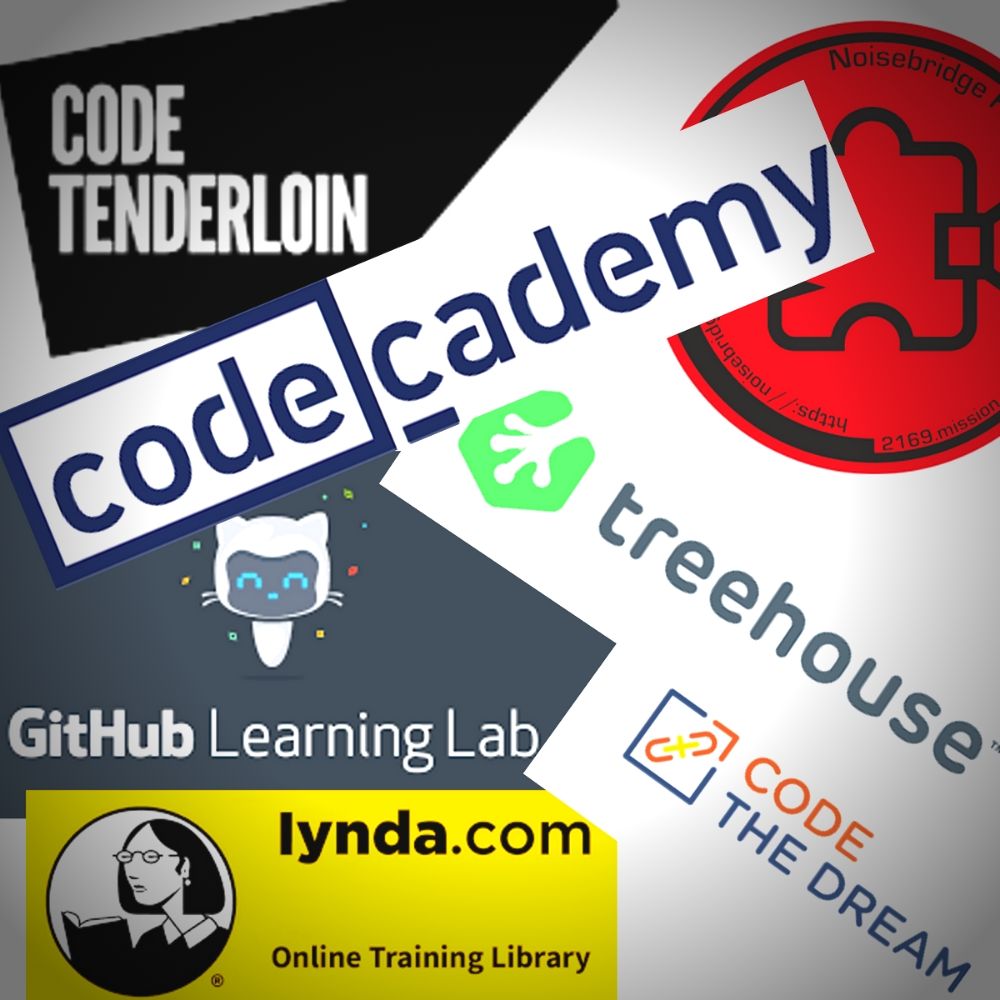 CODE
TENDERLOIN
Noisebridge
codecademy
https://noisebridge
2169.mission
treehouse
™
GitHub Learning Lab
CODE
THE DREAM
lynda.com
Online Training Library
®